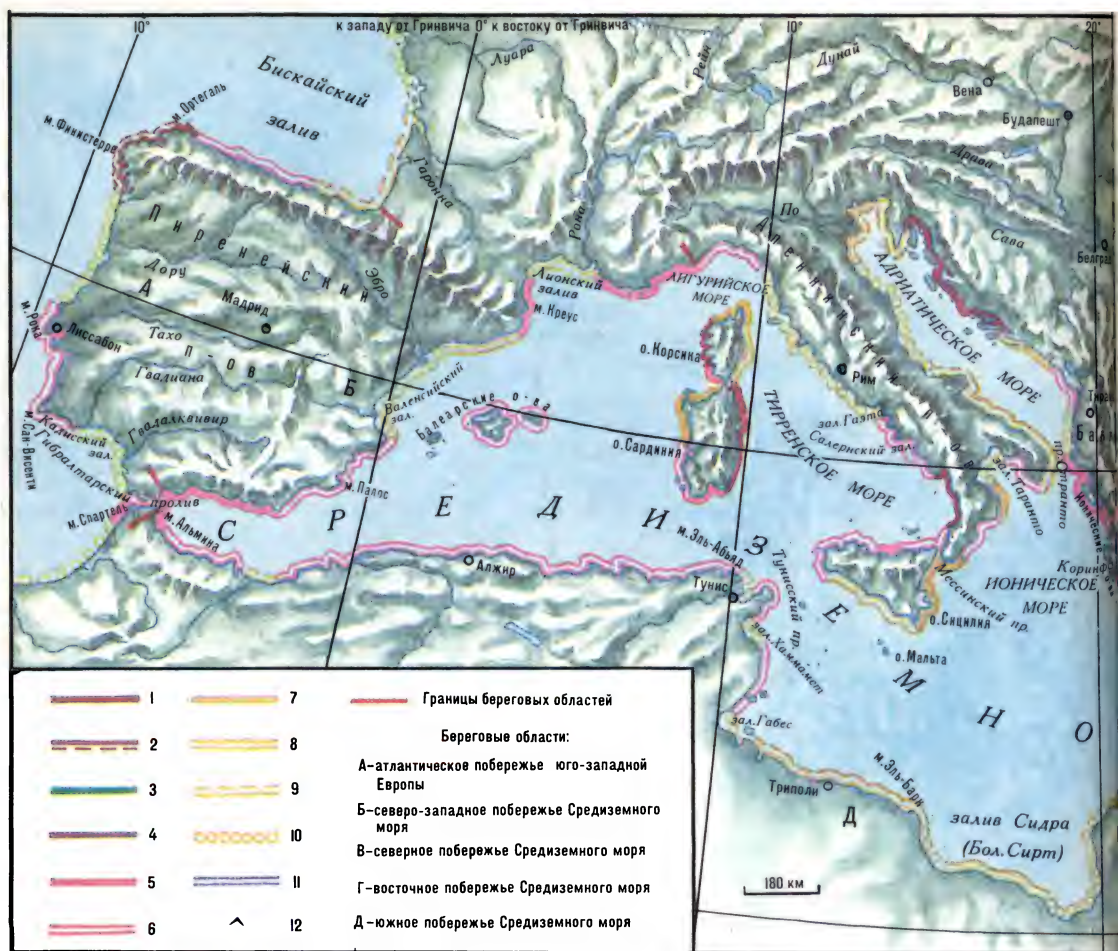 10°
к западу от Гринвича 0° к востоку от Гринвича
10°
20°
Бискайский
залив
Луара
Рейн
Дунай
Вена
Будапешт
м. Ортегаль
м. Финистерре
Гаронна
Рона
Драва
По
Сава
Белград
Пиренейский
Дору
Эбро
Лионский
залив
ЛИГУРИЙСКОЕ
МОРЕ
Апеннинский
АДРИАТИЧЕСКОЕ МОРЕ
А
Мадрид
м. Креус
м. Рока
Лиссабон
Тахо
п-ов
о. Корсика
Рим
Гвадиана
Б
Валенсийский
зал.
Балеарские о-ва
ТИРРЕНСКОЕ МОРЕ
зал. Гаэта
Салернский зал.
п-ов
Тиран
Гвадалквивир
Кадисский
зал.
м. Сан-Висенти
Гибралтарский
пролив
о. Сардиния
зал. Таранто
пр. Отранто
Ионические
м. Палос
м. Спартель
м. Альмина
СРЕДИЗЕМНО
м. Эль-Абьяд
Алжир
Тунис
Тунисский пр.
Мессинский пр.
Коринф
ИОНИЧЕСКОЕ
МОРЕ
о. Сицилия
зал. Хаммамет
о. Мальта
зал. Габес
Триполи
м. Эль-Барк
Д
залив Сидра
(Бол. Сирт)
180 км
1
2
3
4
5
6
7
8
9
10
11
12
Границы береговых областей
Береговые области:
А-атлантическое побережье юго-западной
Европы
Б-северо-западное побережье Средиземного
моря
В-северное побережье Средиземного моря
Г-восточное побережье Средиземного моря
Д-южное побережье Средиземного моря